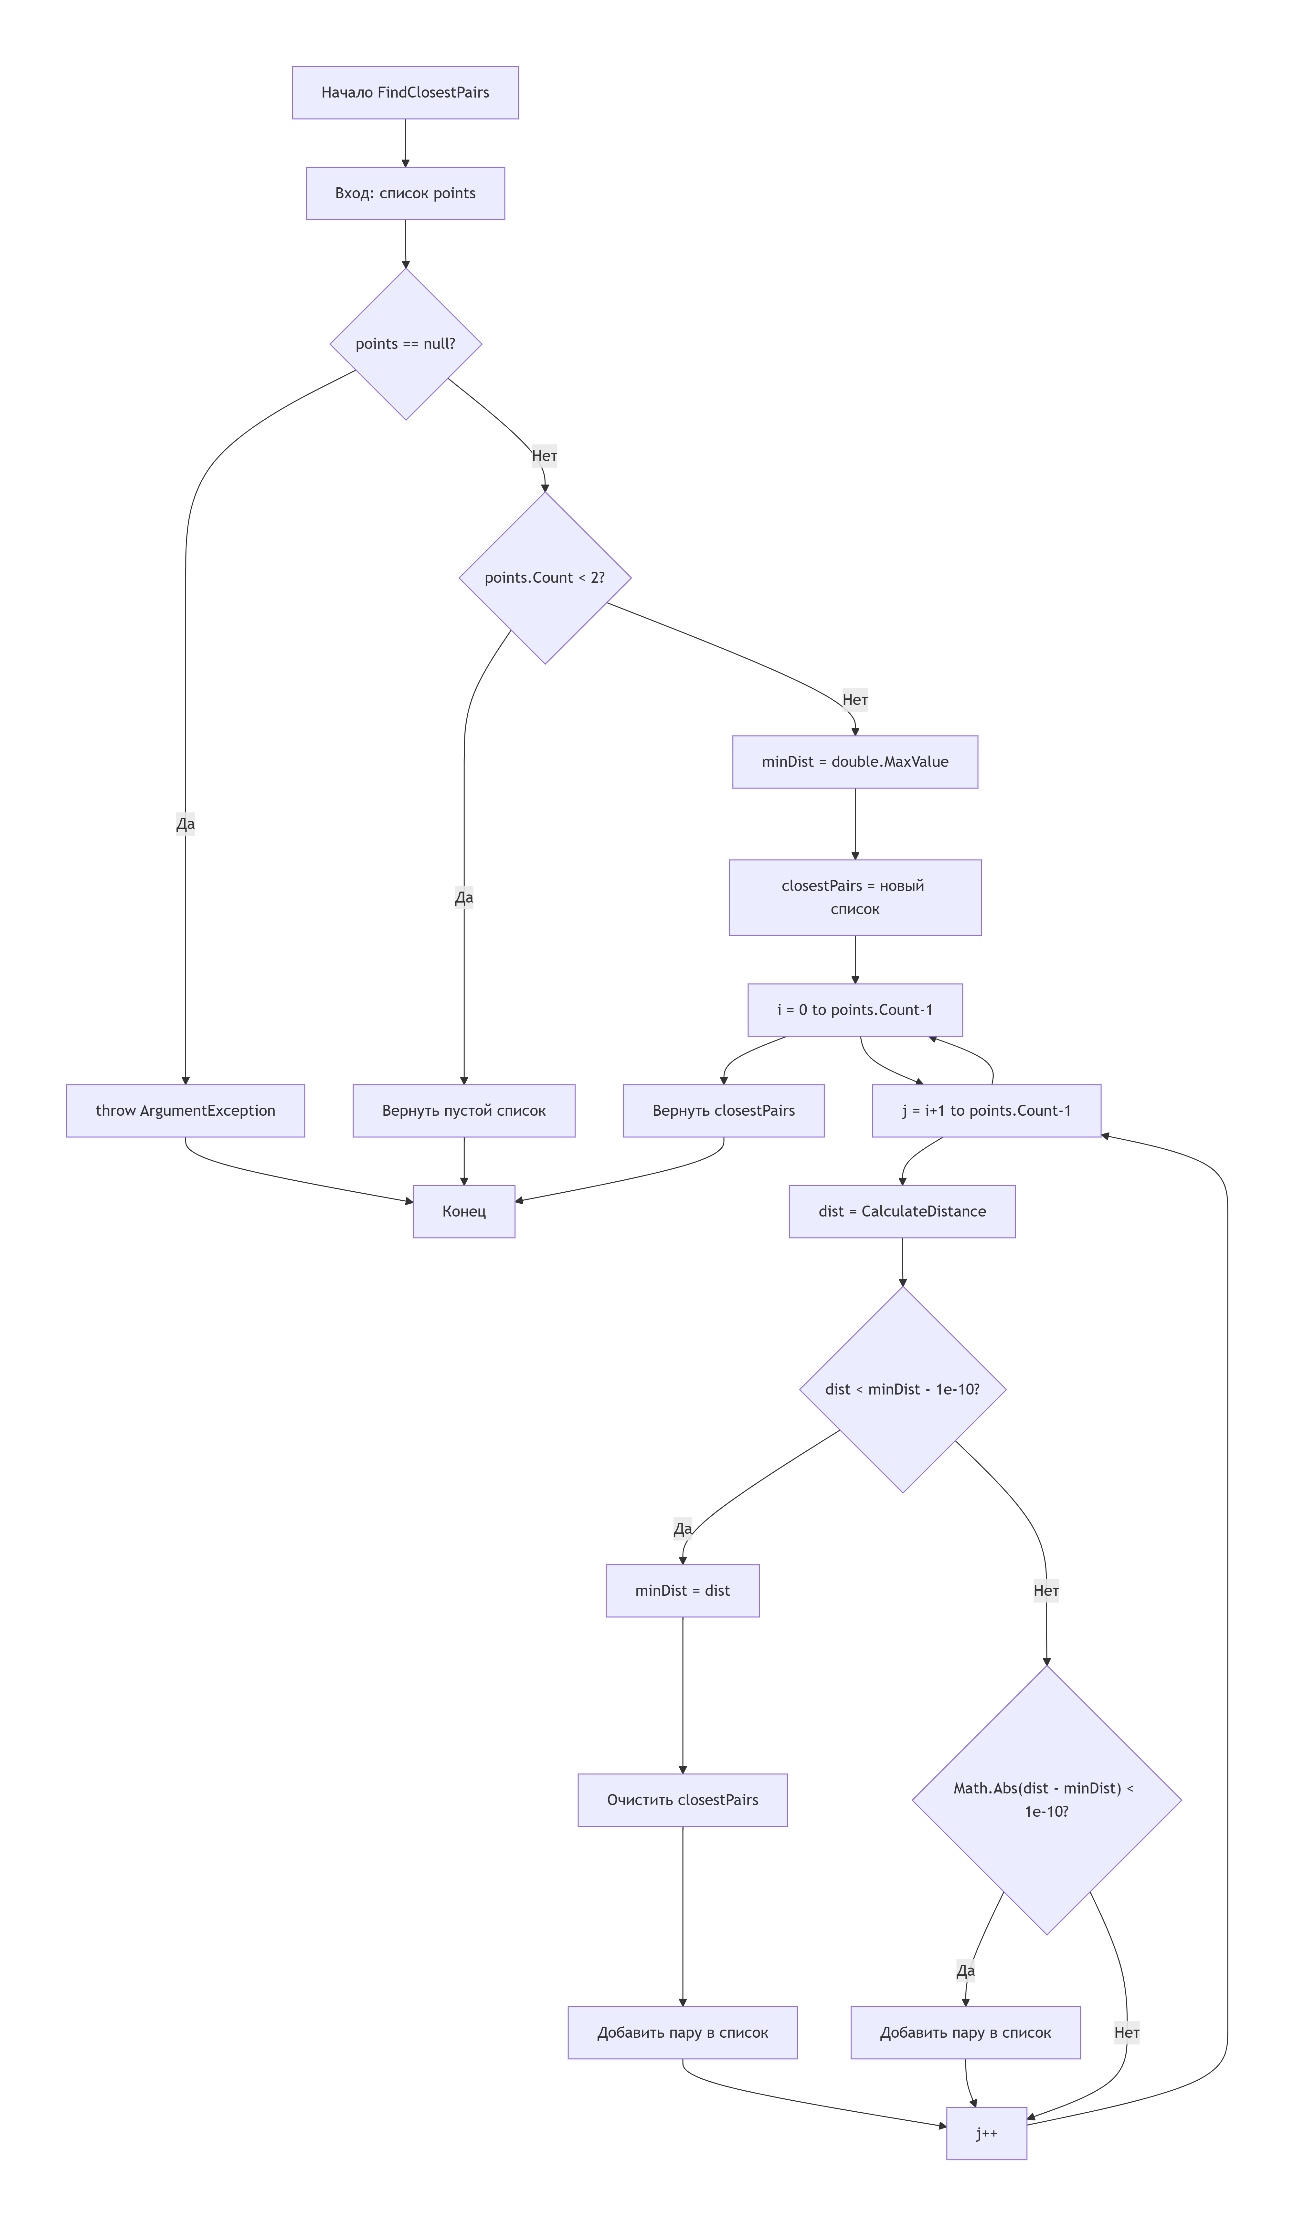 Начало FindClosestPairs
Вход: список points
points == null?
Нет
points.Count < 2?
Нет
minDist = double.MaxValue
Да
closestPairs = новый
список
Да
i = 0 to points.Count-1
throw ArgumentException
Вернуть пустой список
Вернуть closestPairs
j = i+1 to points.Count-1
Конец
dist = CalculateDistance
dist < minDist - 1e-10?
Да
minDist = dist
Нет
Очистить closestPairs
Math.Abs(dist - minDist) <
1e-10?
Да
Добавить пару в список
Добавить пару в список
Нет
j++